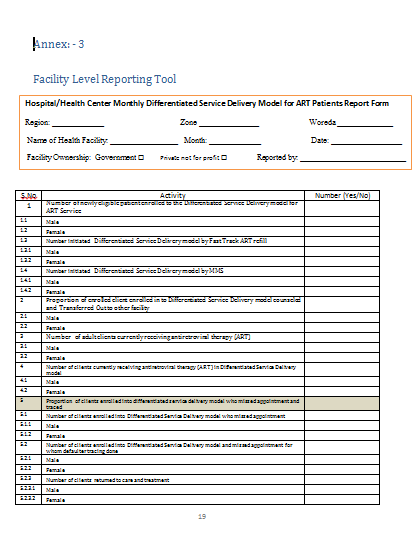 Annex: - 3
Facility Level Reporting Tool
Hospital/Health Center Monthly Differentiated Service Delivery Model for ART Patients Report Form
Region: ____________ Zone ____________ Woreda ____________
Name of Health Facility: ____________ Month: ____________ Date: ____________
Facility Ownership: Government □ Private not for profit □ Reported by: ____________
S.No Activity Number (Yes/No)
1 Number of newly eligible patient enrolled to the Differentiated Service Delivery model for
ART Service
1.1 Male
1.2 Female
1.3 Number initiated Differentiated Service Delivery model by Fast Track ART refill
1.3.1 Male
1.3.2 Female
1.4 Number initiated Differentiated Service Delivery model by MMS
1.4.1 Male
1.4.2 Female
2 Proportion of enrolled client enrolled in to Differentiated Service Delivery model counseled
and Transferred Out to other facility
2.1 Male
2.2 Female
3 Number of adult clients currently receiving antiretroviral therapy (ART)
3.1 Male
3.2 Female
4 Number of clients currently receiving antiretroviral therapy (ART) in Differentiated Service Delivery
model
4.1 Male
4.2 Female
5 Proportion of clients enrolled into differentiated service delivery model who missed appointment and
traced
5.1 Number of clients enrolled into Differentiated Service Delivery model who missed appointment
5.1.1 Male
5.1.2 Female
5.2 Number of clients enrolled into Differentiated Service Delivery model and missed appointment for
whom defaulter tracing done
5.2.1 Male
5.2.2 Female
5.2.3 Number of clients returned to care and treatment
5.2.3.1 Male
5.2.3.2 Female
19